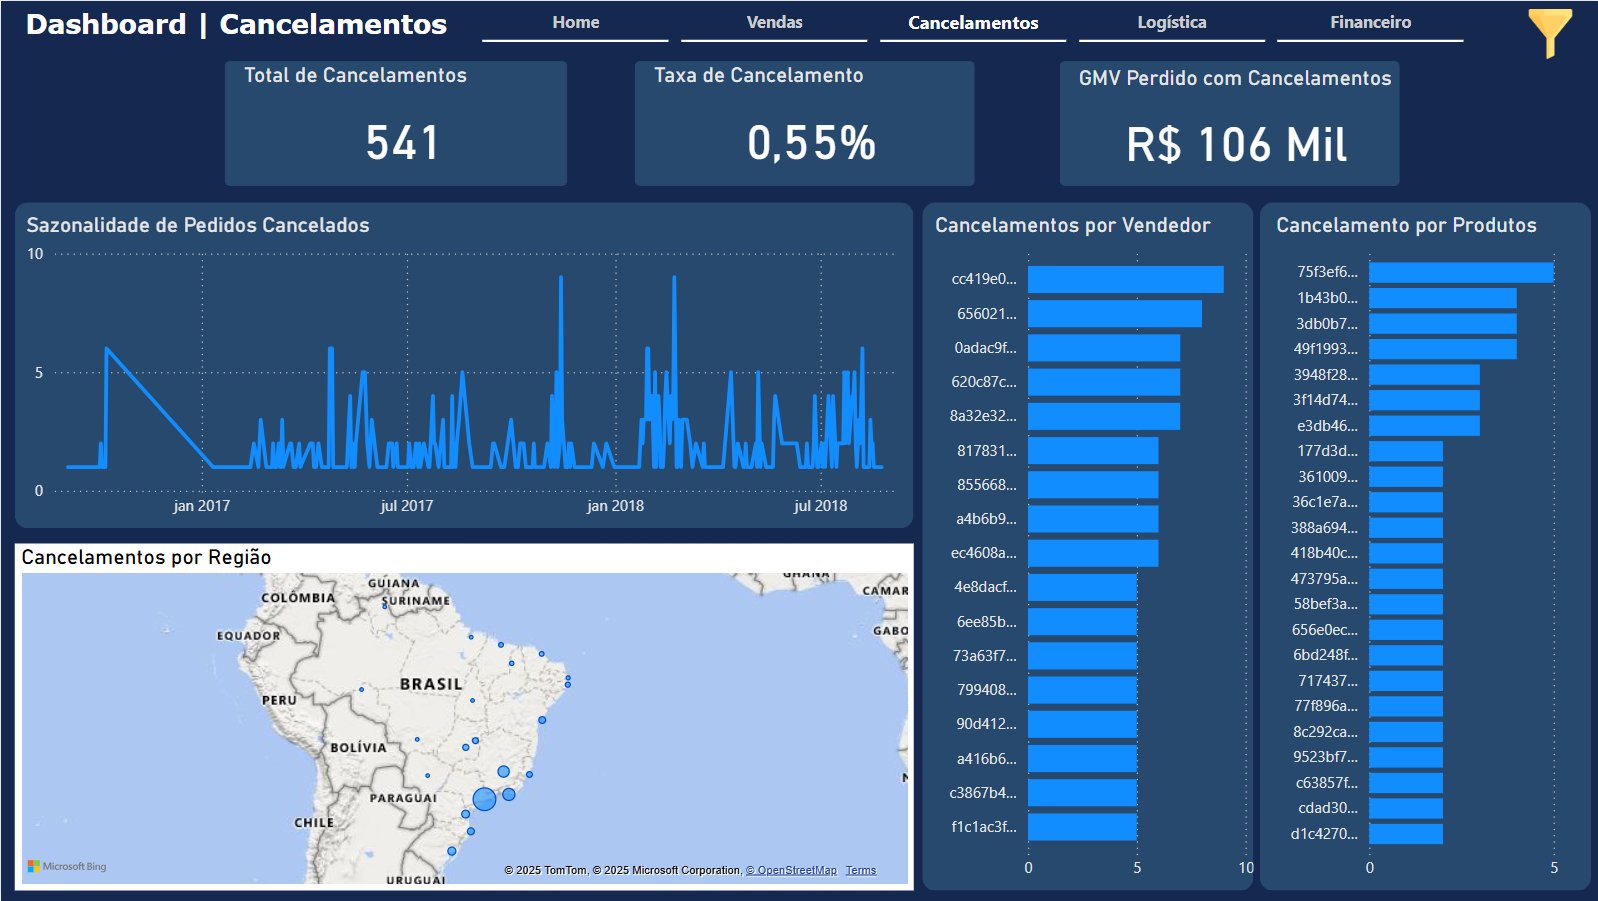 Dashboard | Cancelamentos
Home
Vendas
Cancelamentos
Logística
Financeiro
Total de Cancelamentos
541
Taxa de Cancelamento
0,55%
GMV Perdido com Cancelamentos
R$ 106 Mil
Sazonalidade de Pedidos Cancelados
10
5
0
jan 2017
jul 2017
jan 2018
jul 2018
Cancelamentos por Região
GUIANA
GHANA
COLÔMBIA
SURINAME
CAMAR
EQUADOR
GABO
BRASIL
PERU
BOLÍVIA
PARAGUAI
CHILE
URUGUAI
Microsoft Bing
© 2025 TomTom, © 2025 Microsoft Corporation, © OpenStreetMap Terms
Cancelamentos por Vendedor
cc419e0...
656021...
0adac9f...
620c87c...
8a32e32...
817831...
855668...
a4b6b9...
ec4608a...
4e8dacf...
6ee85b...
73a63f7...
799408...
90d412...
a416b6...
c3867b4...
f1c1ac3f...
0
5
10
Cancelamento por Produtos
75f3ef6...
1b43b0...
3db0b7...
49f1993...
3948f28...
3f14d74...
e3db46...
177d3d...
361009...
36c1e7a...
388a694...
418b40c...
473795a...
58bef3a...
656e0ec...
6bd248f...
717437...
77f896a...
8c292ca...
9523bf7...
c63857f...
cdad30...
d1c4270...
0
5